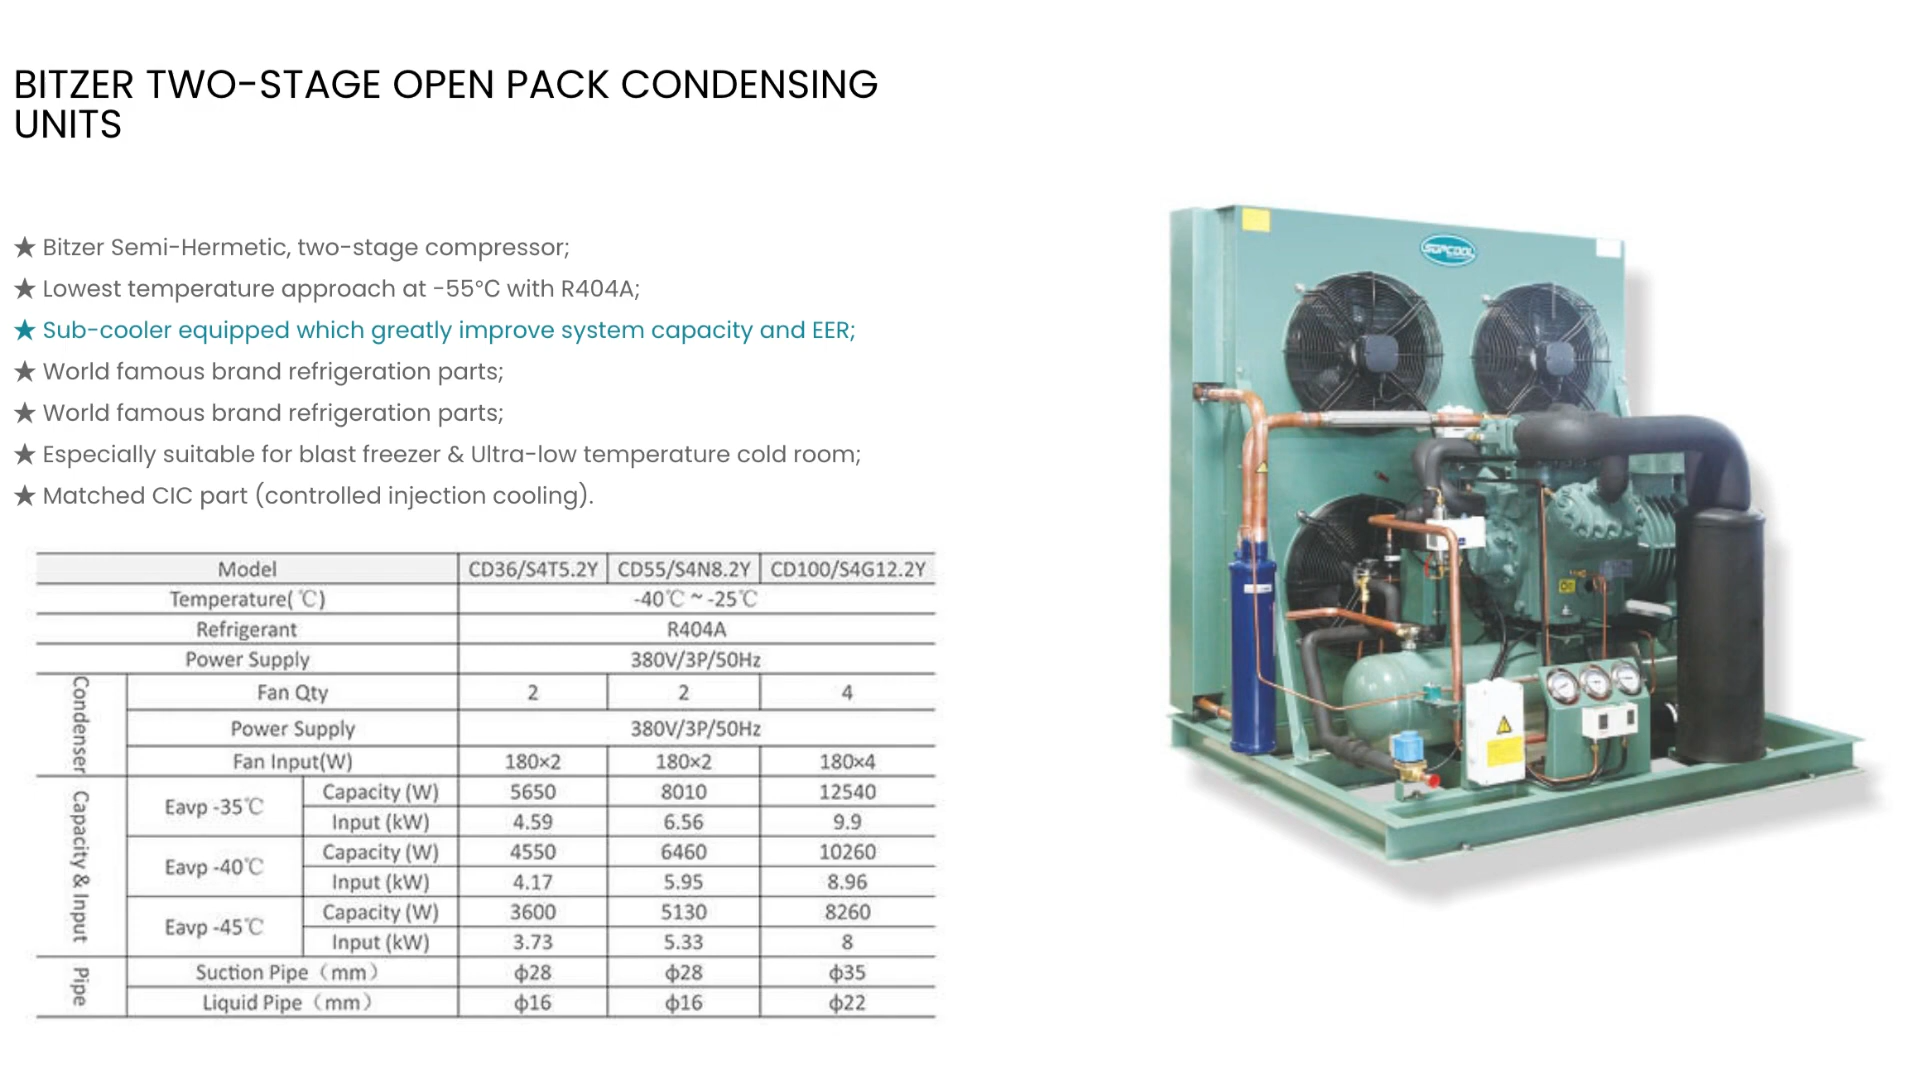 BITZER TWO-STAGE OPEN PACK CONDENSING
UNITS
★ Bitzer Semi-Hermetic, two-stage compressor;
★ Lowest temperature approach at -55°C with R404A;
★ Sub-cooler equipped which greatly improve system capacity and EER;
★ World famous brand refrigeration parts;
★ World famous brand refrigeration parts;
★ Especially suitable for blast freezer & Ultra-low temperature cold room;
★ Matched CIC part (controlled injection cooling).
Model CD36/S4T5.2Y CD55/S4N8.2Y CD100/S4G12.2Y
Temperature(℃) -40℃ ~ -25℃
Refrigerant R404A
Power Supply 380V/3P/50Hz
Condenser
Fan Qty 2 2 4
Power Supply 380V/3P/50Hz
Fan Input(W) 180×2 180×2 180×4
Capacity & Input
Eavp -35℃
Capacity (W) 5650 8010 12540
Input (kW) 4.59 6.56 9.9
Eavp -40℃
Capacity (W) 4550 6460 10260
Input (kW) 4.17 5.95 8.96
Eavp -45℃
Capacity (W) 3600 5130 8260
Input (kW) 3.73 5.33 8
Pipe
Suction Pipe（mm） ф28 ф28 ф35
Liquid Pipe（mm） ф16 ф16 ф22